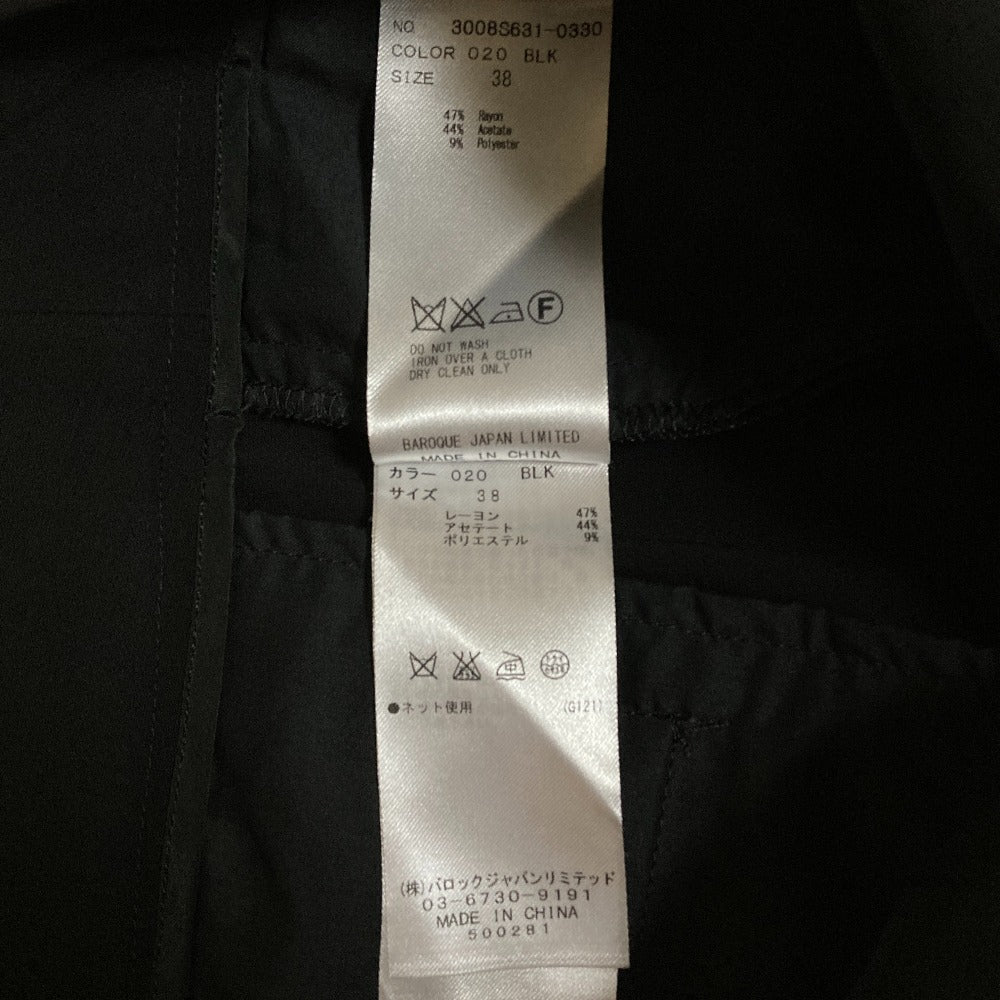 NO 3008S631-0330
COLOR 020 BLK
SIZE 38
47% Rayon
44% Acetate
9% Polyester
F
DO NOT WASH
IRON OVER A CLOTH
DRY CLEAN ONLY
BAROQUE JAPAN LIMITED
MADE IN CHINA
カラー 020 BLK
サイズ 38
レーヨン 47%
アセテート 44%
ポリエステル 9%
中
●ネット使用 (G121)
(株)バロックジャパンリミテッド
03-6730-9191
MADE IN CHINA
500281